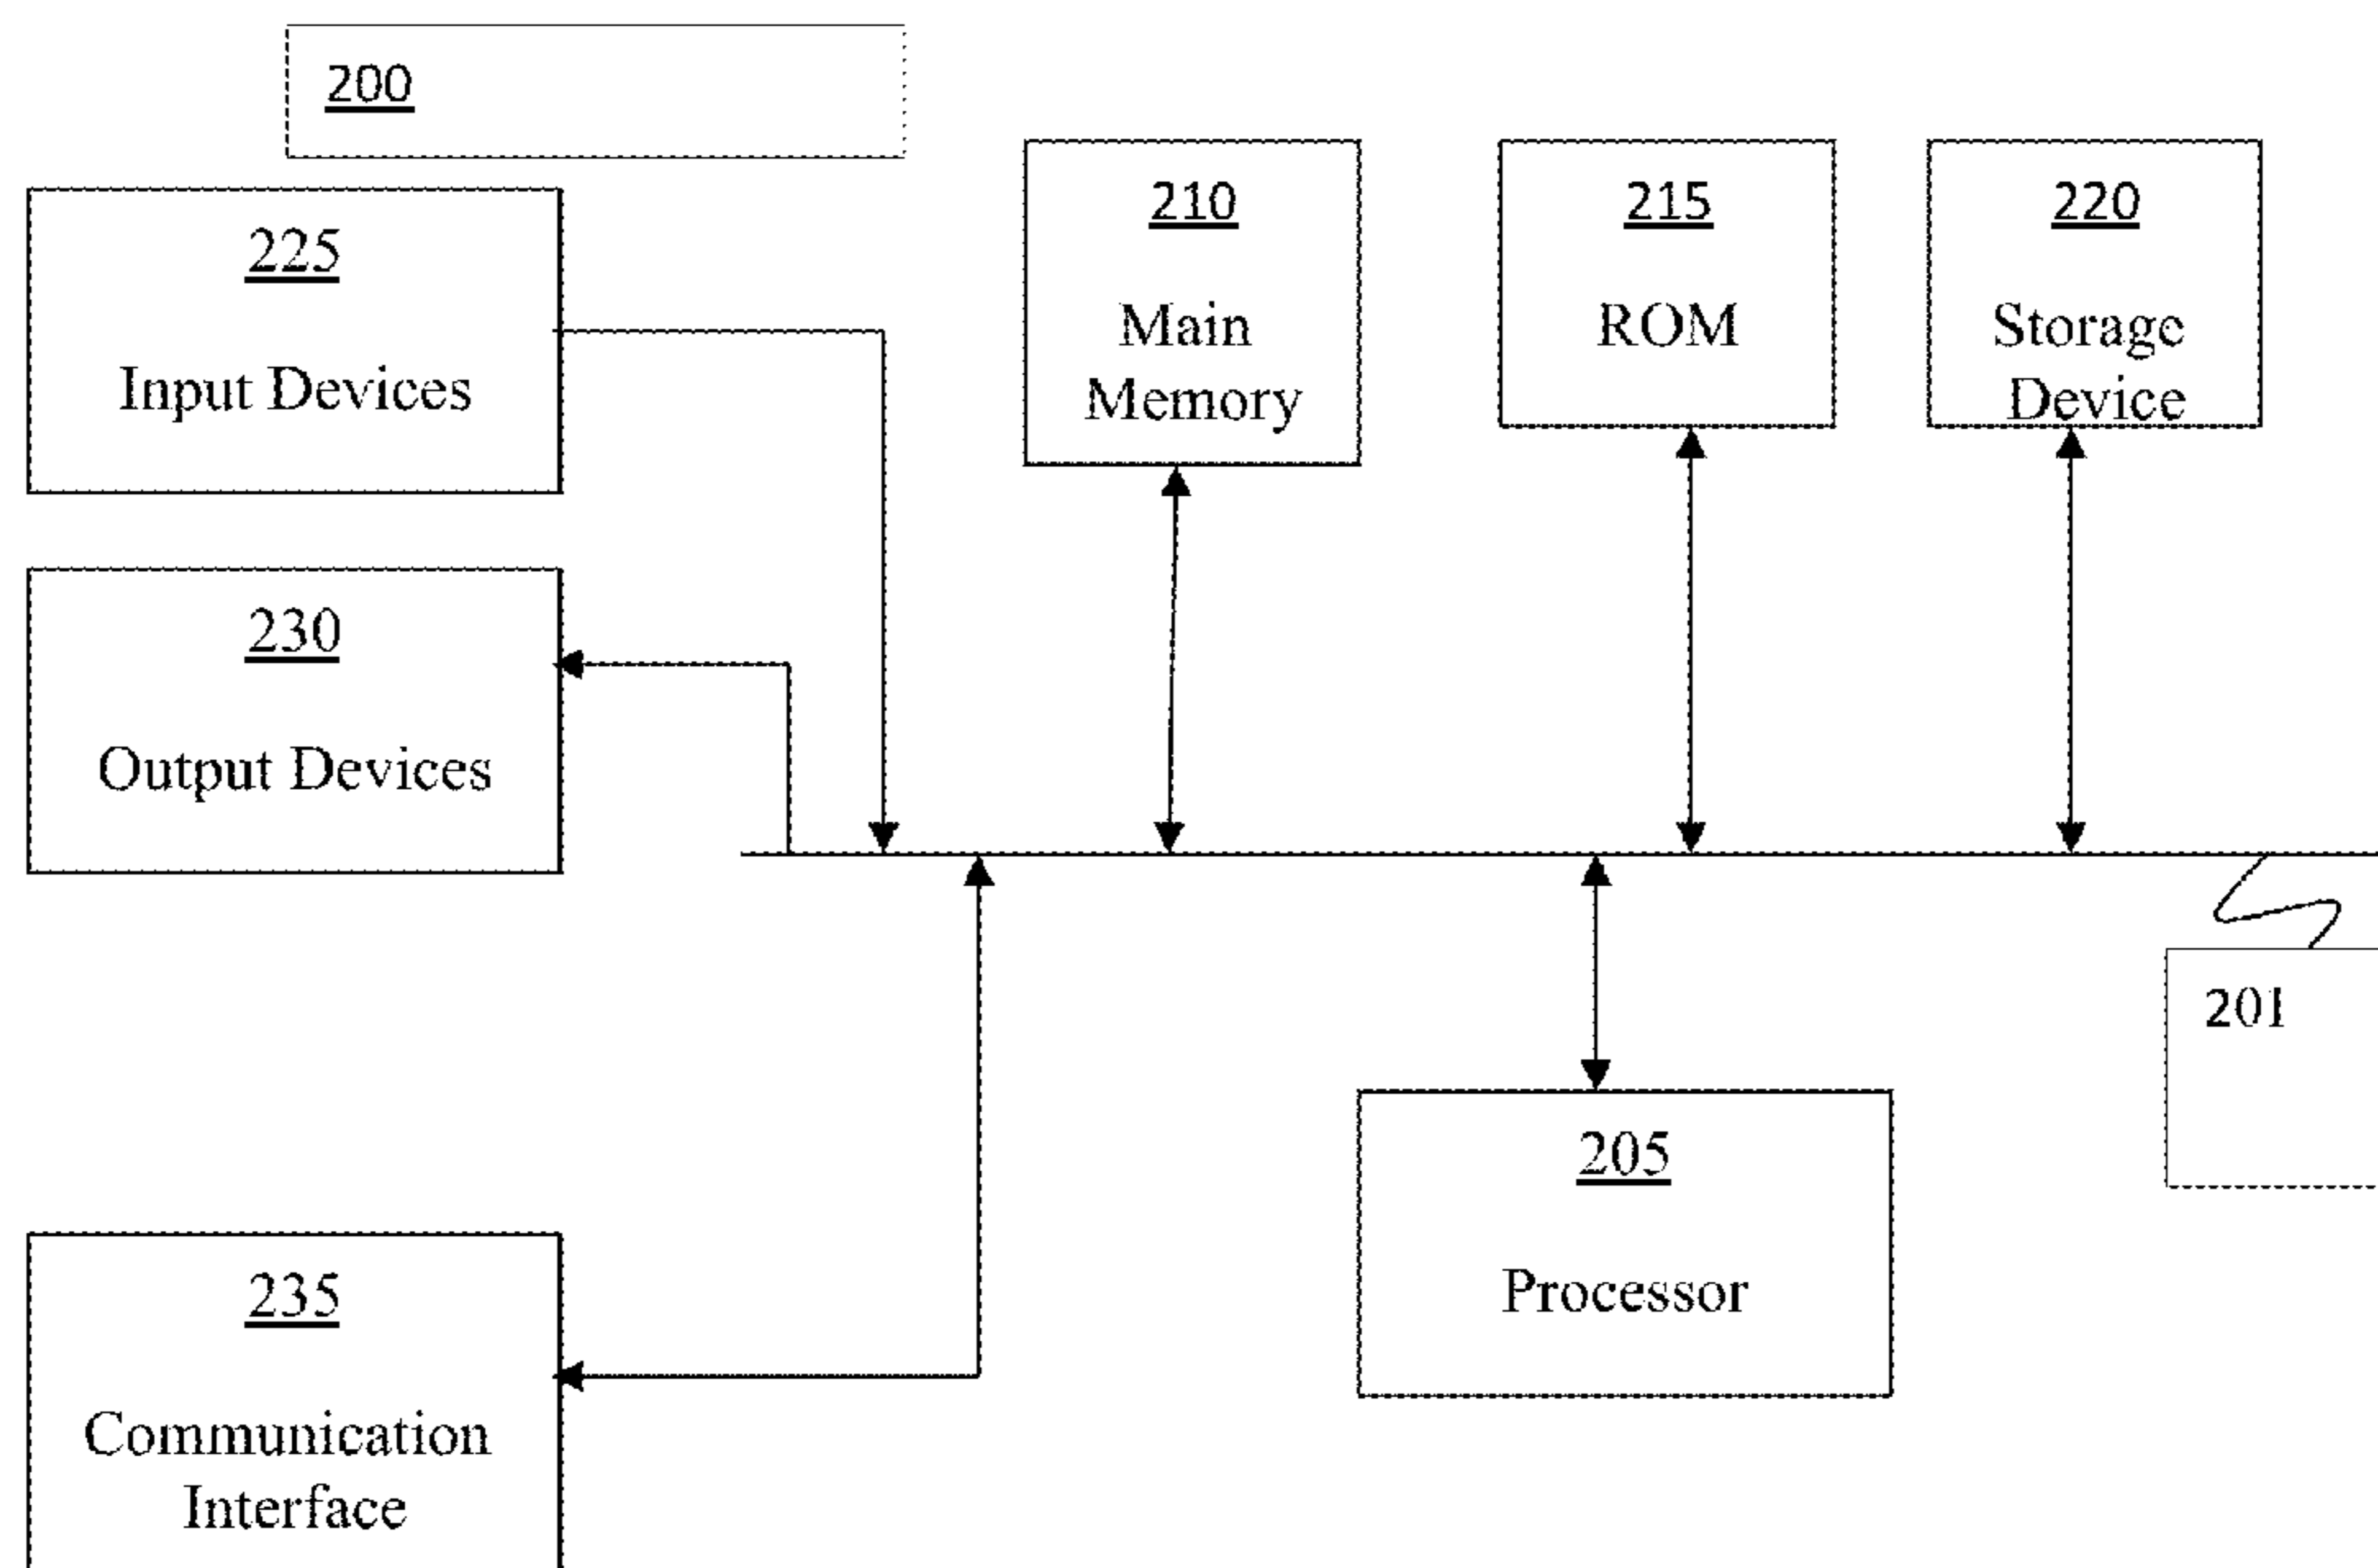 200
225
Input Devices
210
Main
Memory
215
ROM
220
Storage
Device
230
Output Devices
201
205
Processor
235
Communication
Interface